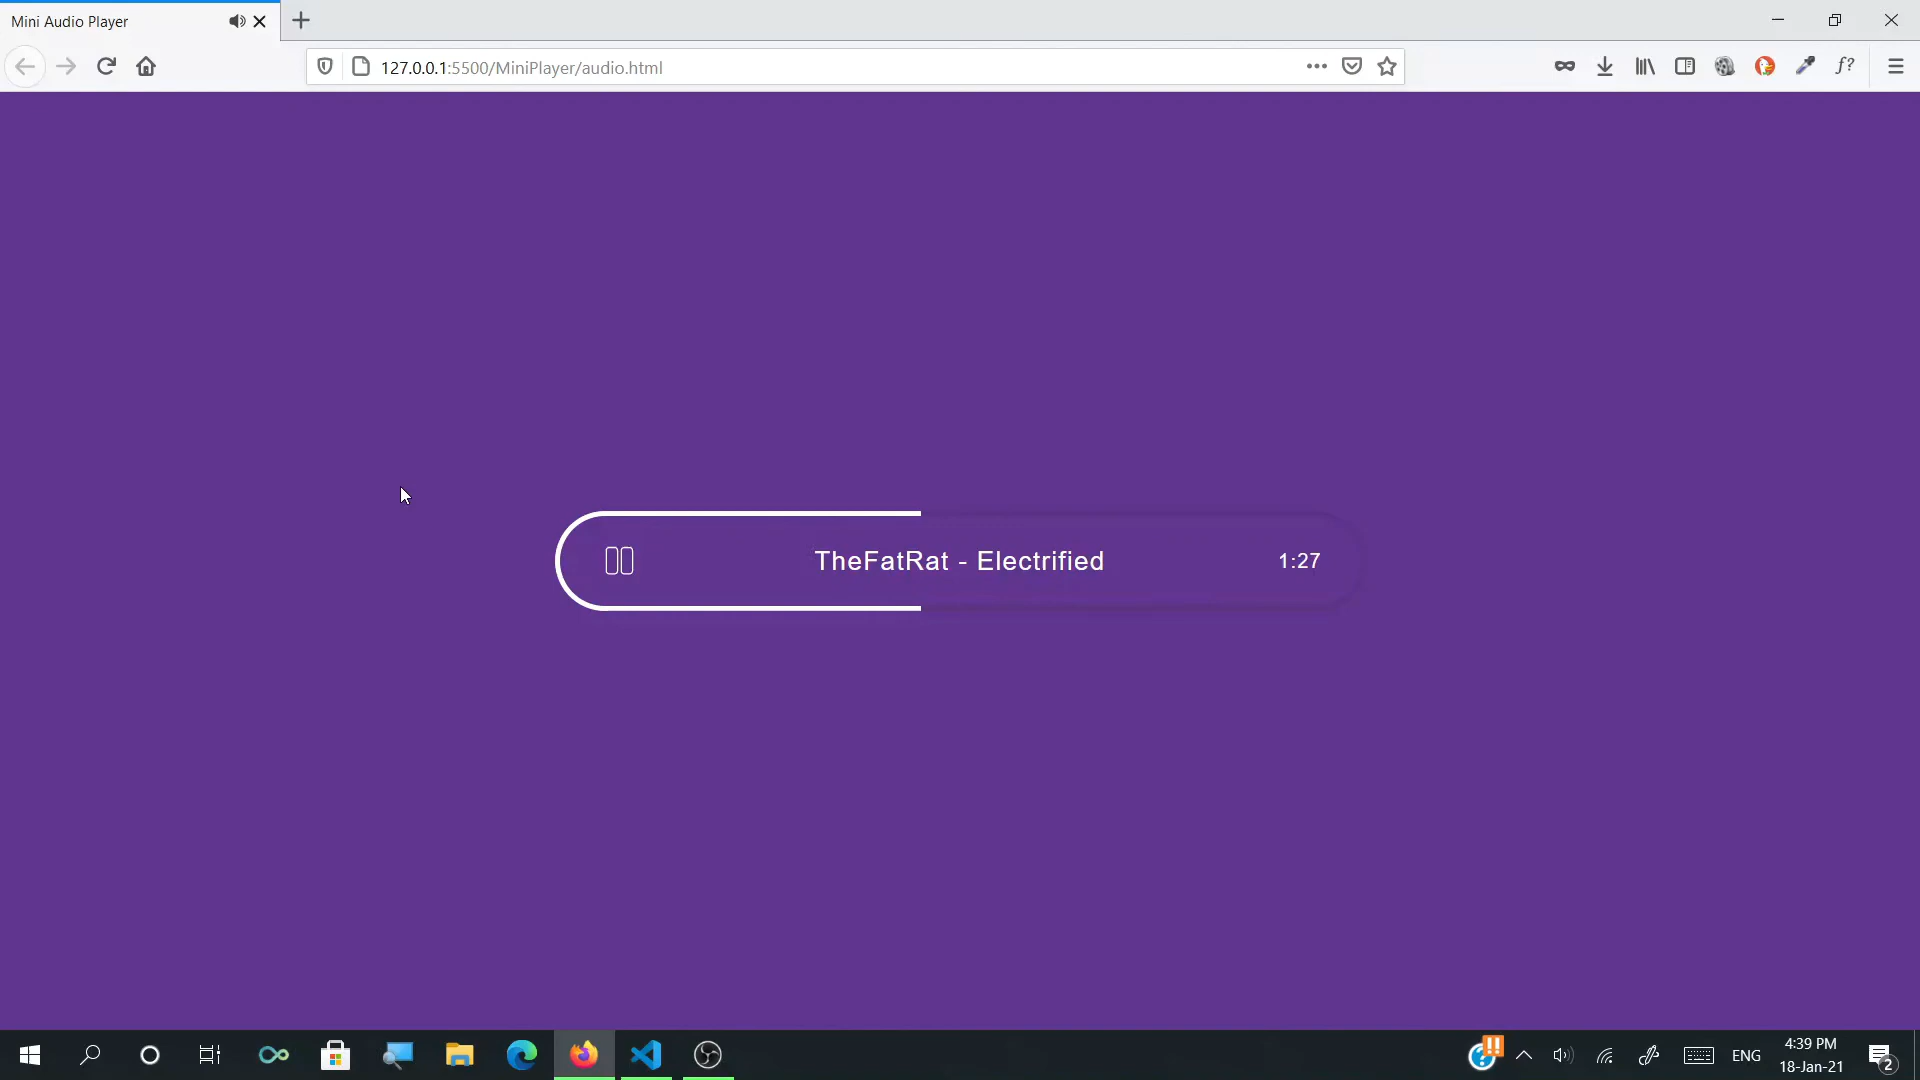 Mini Audio Player
127.0.0.1:5500/MiniPlayer/audio.html
f?
TheFatRat - Electrified
1:27
ENG
4:39 PM
18-Jan-21
2